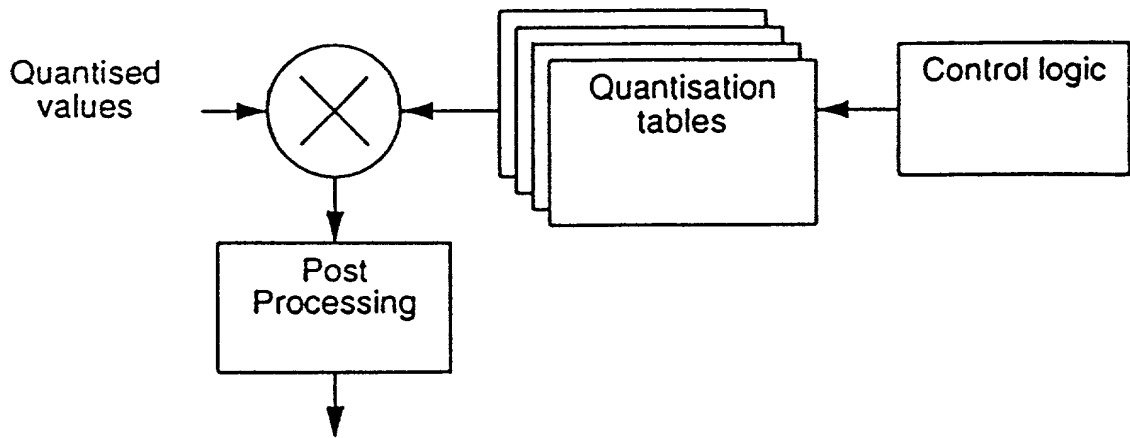 Quantised
values
Quantisation
tables
Control logic
Post
Processing